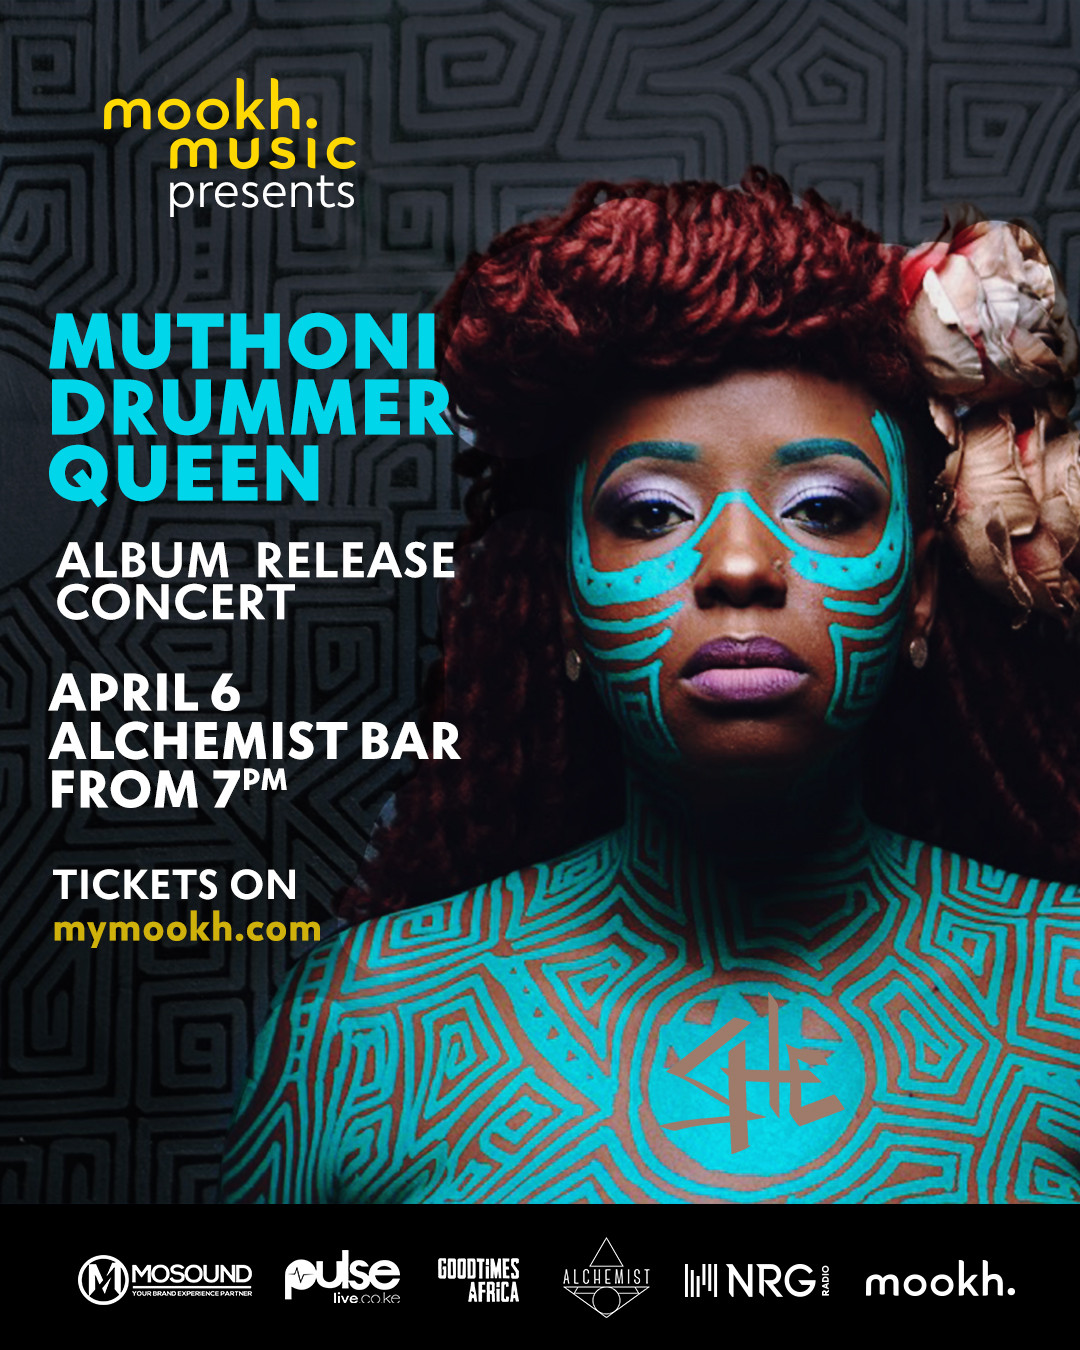 mookh.
music
presents
MUTHONI
DRUMMER
QUEEN
ALBUM RELEASE
CONCERT
APRIL 6
ALCHEMIST BAR
FROM 7PM
TICKETS ON
mymookh.com
SHE
M MOSOUND
YOUR BRAND EXPERIENCE PARTNER
pulse
live.co.ke
GOODTIMES
AFRICA
ALCHEMIST
NRG RADIO
mookh.